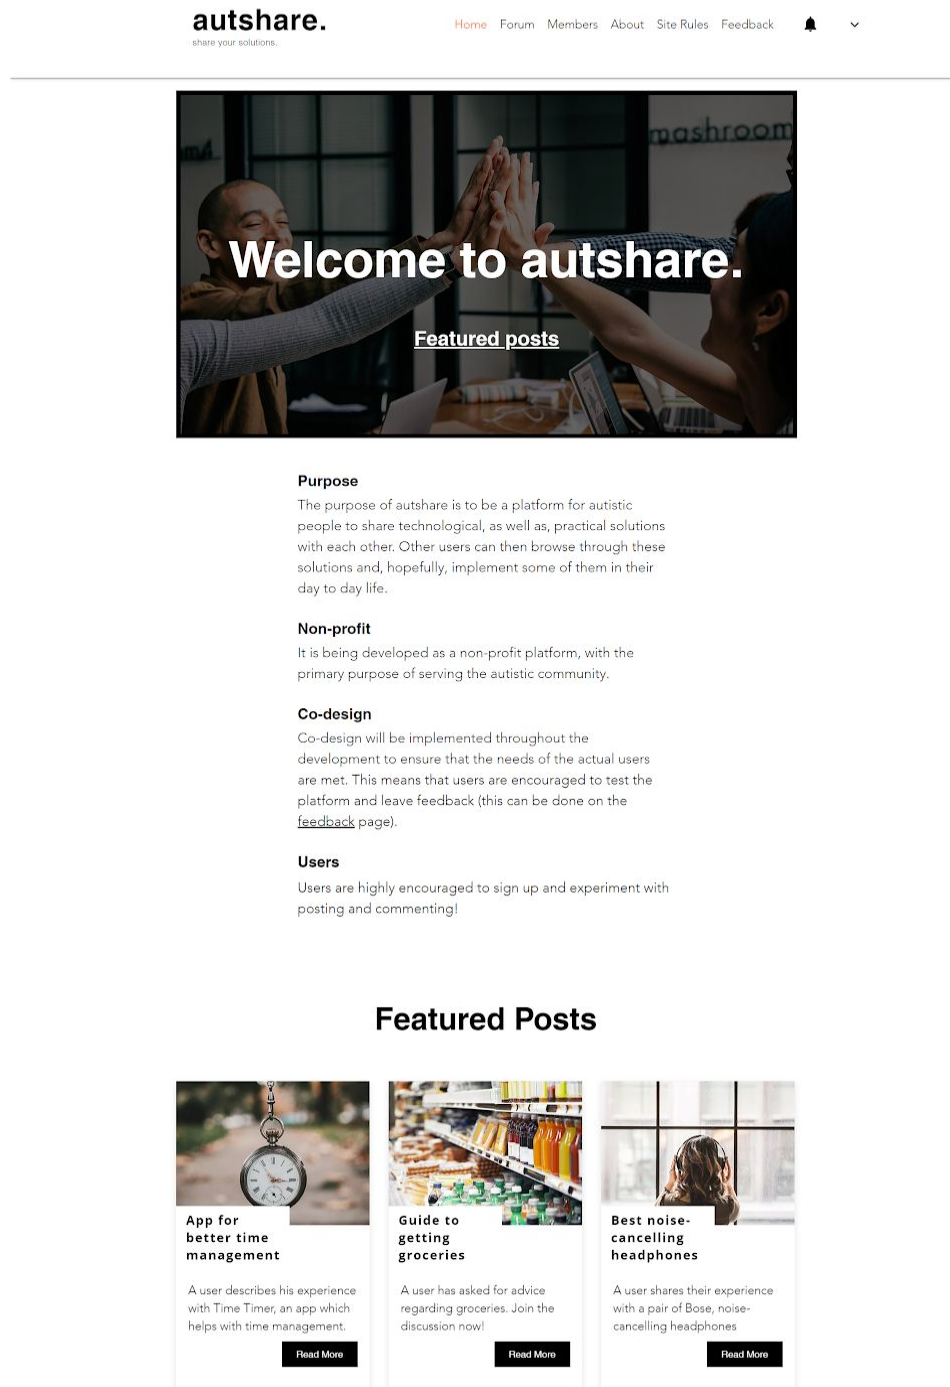 autshare.
share your solutions.
Home Forum Members About Site Rules Feedback
mashroom
Welcome to autshare.
Featured posts
Purpose
The purpose of autshare is to be a platform for autistic
people to share technological, as well as, practical solutions
with each other. Other users can then browse through these
solutions and, hopefully, implement some of them in their
day to day life.
Non-profit
It is being developed as a non-profit platform, with the
primary purpose of serving the autistic community.
Co-design
Co-design will be implemented throughout the
development to ensure that the needs of the actual users
are met. This means that users are encouraged to test the
platform and leave feedback (this can be done on the
feedback page).
Users
Users are highly encouraged to sign up and experiment with
posting and commenting!
Featured Posts
App for
better time
management
A user describes his experience
with Time Timer, an app which
helps with time management.
Read More
Guide to
getting
groceries
A user has asked for advice
regarding groceries. Join the
discussion now!
Read More
Best noise-
cancelling
headphones
A user shares their experience
with a pair of Bose, noise-
cancelling headphones
Read More